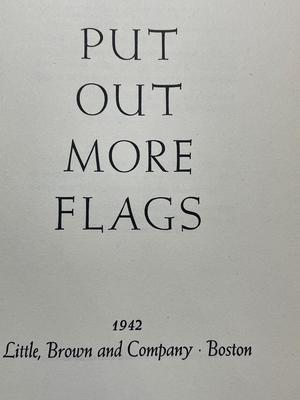 PUT
OUT
MORE
FLAGS
1942
Little, Brown and Company · Boston